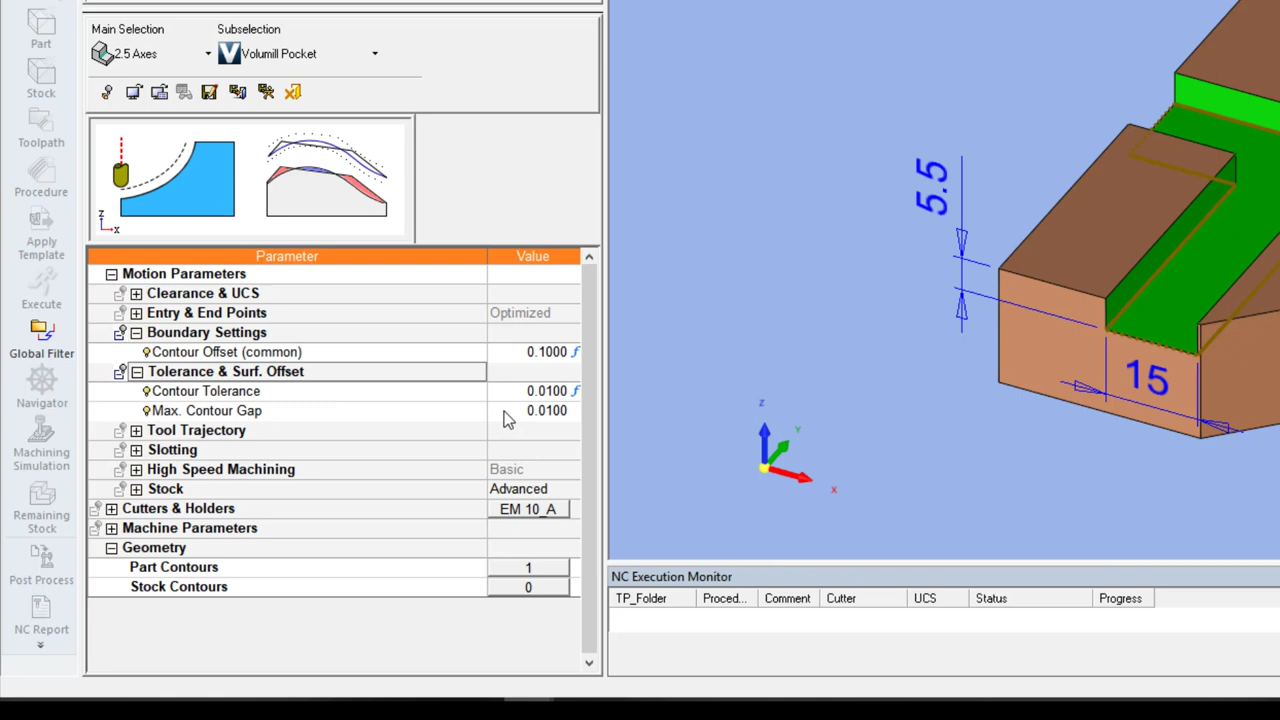 Main Selection Subselection
2.5 Axes Volumill Pocket
Part
Stock
Toolpath
Procedure
Apply
Template
Execute
Global Filter
Navigator
Machining
Simulation
Remaining
Stock
Post Process
NC Report
z
x
Parameter Value
Motion Parameters
Clearance & UCS
Entry & End Points Optimized
Boundary Settings
Contour Offset (common) 0.1000 f
Tolerance & Surf. Offset
Contour Tolerance 0.0100 f
Max. Contour Gap 0.0100
Tool Trajectory
Slotting
High Speed Machining Basic
Stock Advanced
Cutters & Holders EM 10_A
Machine Parameters
Geometry
Part Contours 1
Stock Contours 0
5.5
15
Z
Y
X
NC Execution Monitor
TP_Folder Proced... Comment Cutter UCS Status Progress